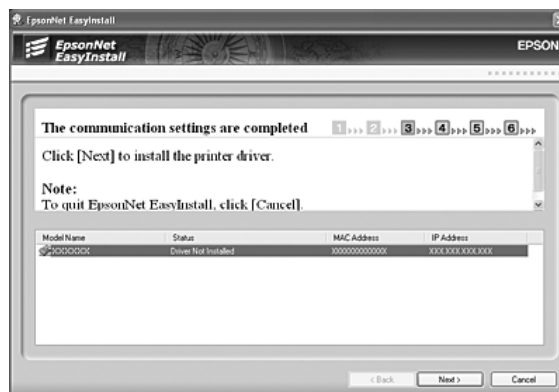 EpsonNet EasyInstall
EpsonNet
EasyInstall
EPSON
The communication settings are completed
1 2 3 4 5 6
Click [Next] to install the printer driver.
Note:
To quit EpsonNet EasyInstall, click [Cancel].
Model Name Status MAC Address IP Address
XXXXXXX Driver Not Installed XXXXXXXXXXXX XXX.XXX.XXX.XXX
< Back Next > Cancel